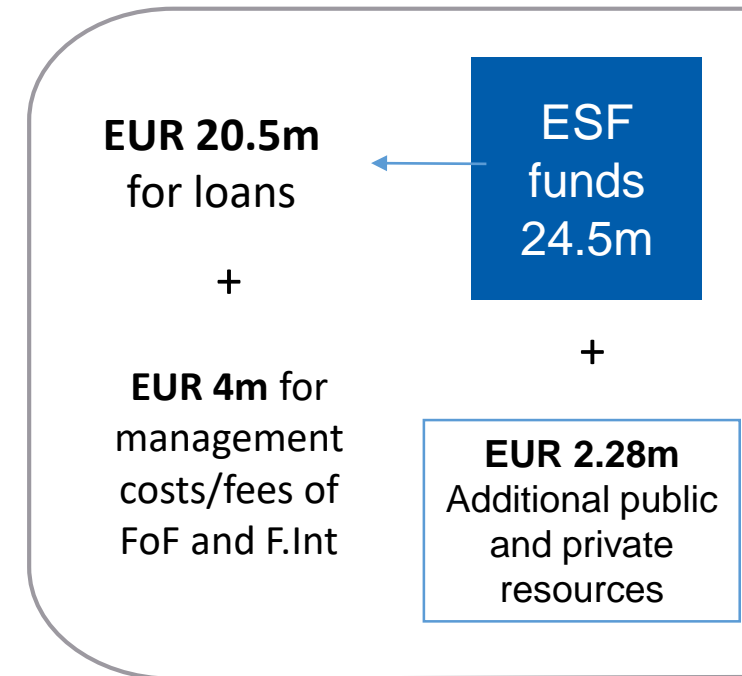 EUR 20.5m
for loans
+
EUR 4m for
management
costs/fees of
FoF and F.Int
ESF
funds
24.5m
+
EUR 2.28m
Additional public
and private
resources